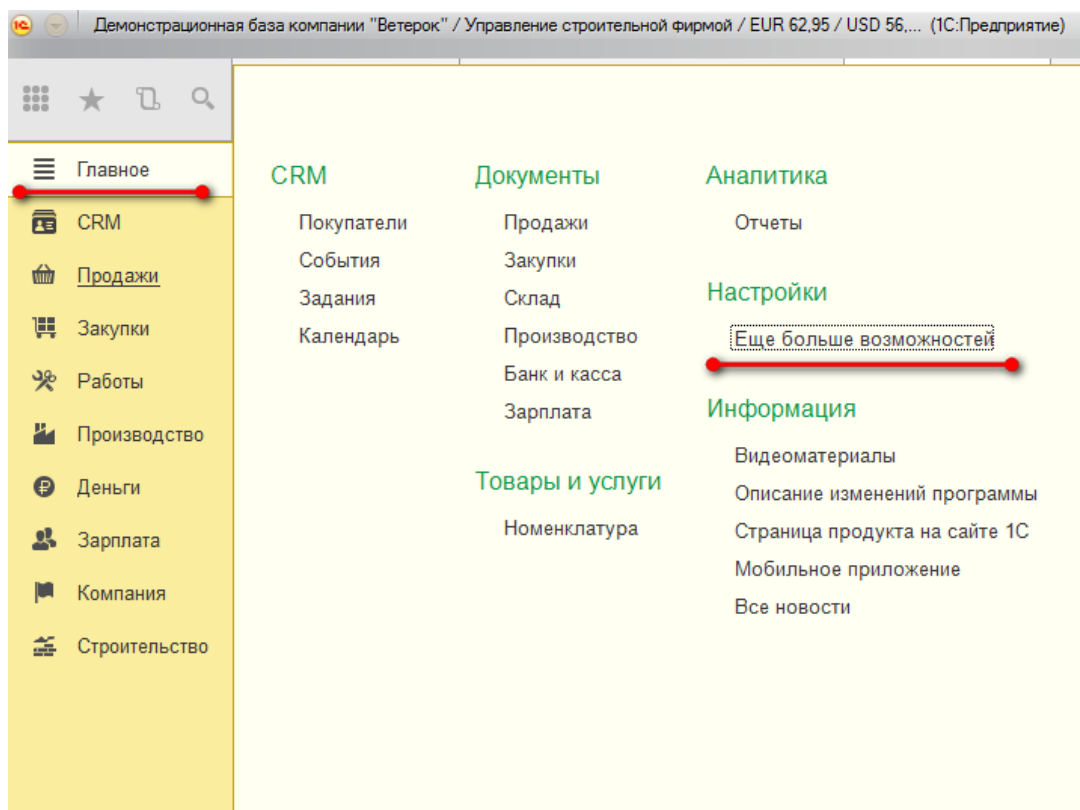 Демонстрационная база компании "Ветерок" / Управление строительной фирмой / EUR 62,95 / USD 56,... (1С:Предприятие)
Главное
CRM
Продажи
Закупки
Работы
Производство
Деньги
Зарплата
Компания
Строительство
CRM
Покупатели
События
Задания
Календарь
Документы
Продажи
Закупки
Склад
Производство
Банк и касса
Зарплата
Товары и услуги
Номенклатура
Аналитика
Отчеты
Настройки
Еще больше возможностей
Информация
Видеоматериалы
Описание изменений программы
Страница продукта на сайте 1С
Мобильное приложение
Все новости